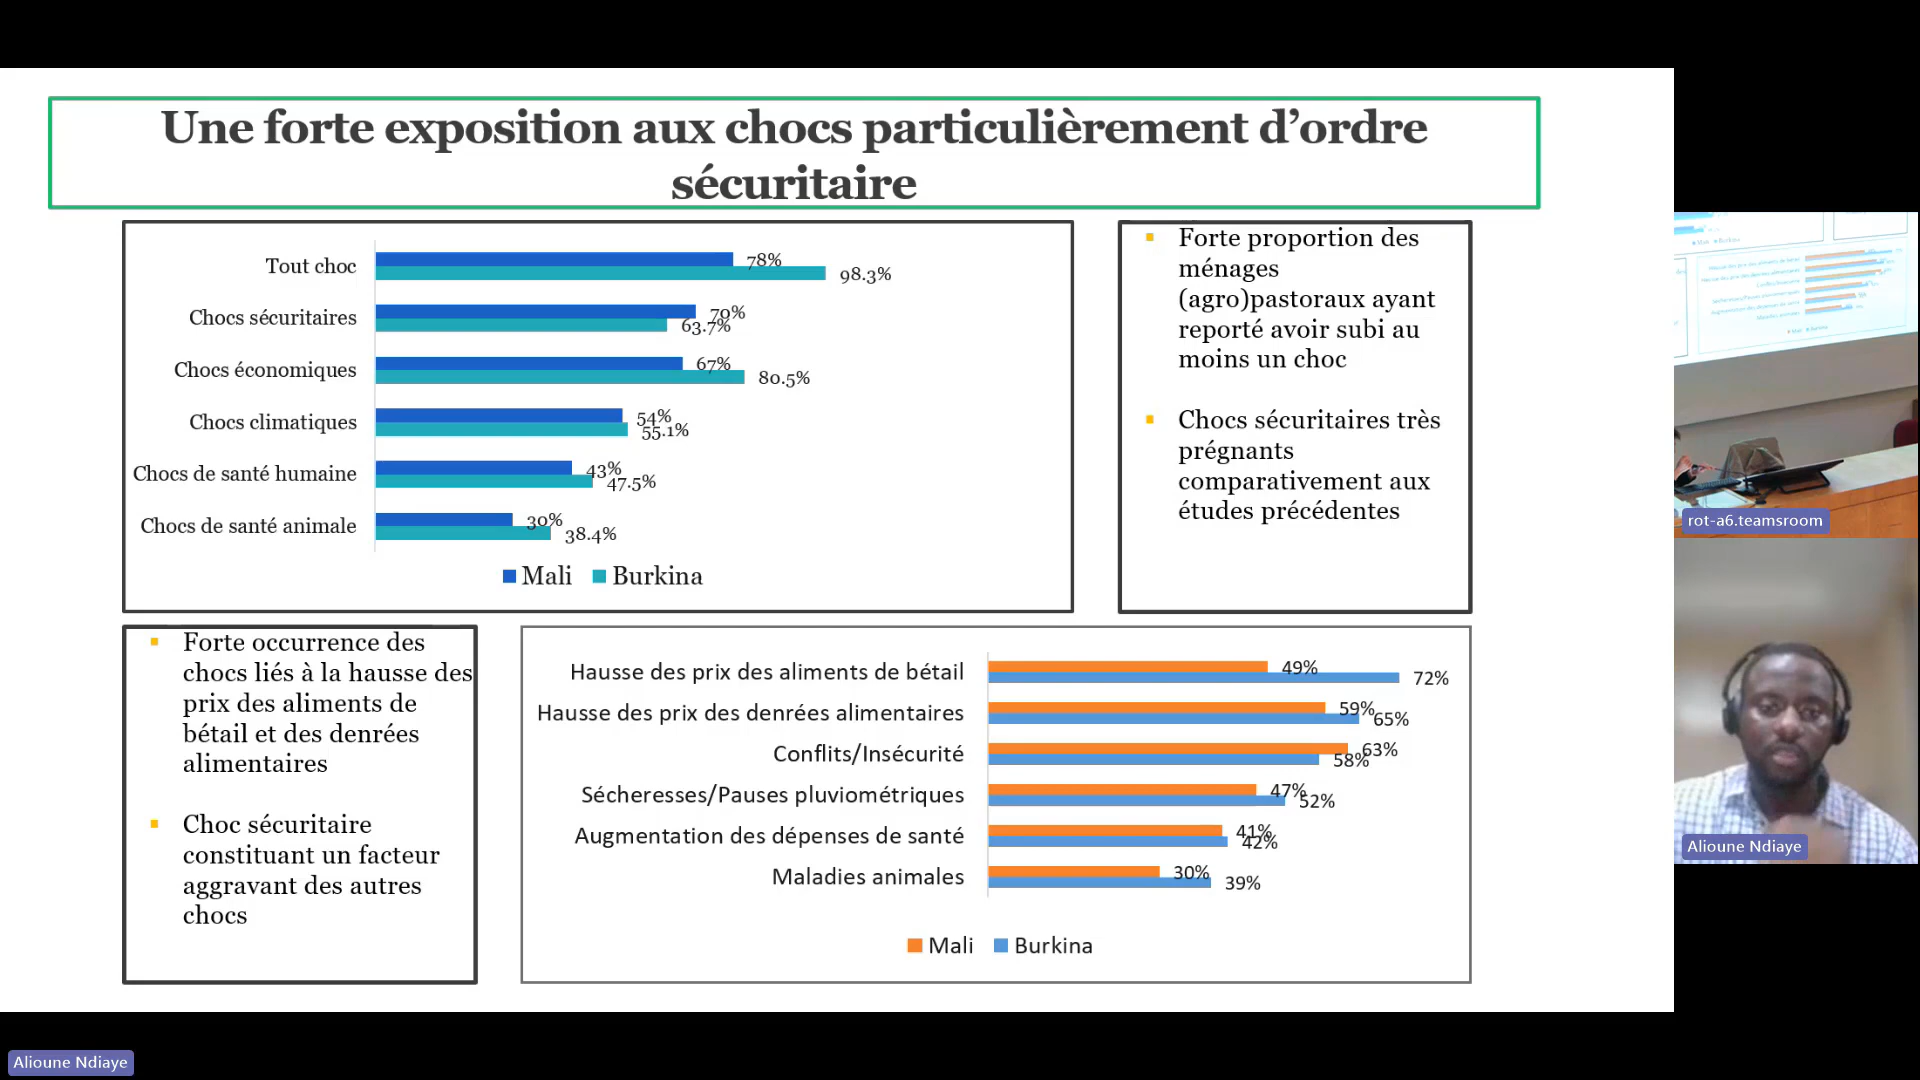 Une forte exposition aux chocs particulièrement d’ordre
sécuritaire
Tout choc
78%
98.3%
Chocs sécuritaires
70%
63.7%
Chocs économiques
67%
80.5%
Chocs climatiques
54%
55.1%
Chocs de santé humaine
43%
47.5%
Chocs de santé animale
30%
38.4%
Mali Burkina
Forte proportion des
ménages
(agro)pastoraux ayant
reporté avoir subi au
moins un choc
Chocs sécuritaires très
prégnants
comparativement aux
études précédentes
Forte occurrence des
chocs liés à la hausse des
prix des aliments de
bétail et des denrées
alimentaires
Choc sécuritaire
constituant un facteur
aggravant des autres
chocs
Hausse des prix des aliments de bétail
49%
72%
Hausse des prix des denrées alimentaires
59%
65%
Conflits/Insécurité
63%
58%
Sécheresses/Pauses pluviométriques
47%
52%
Augmentation des dépenses de santé
41%
42%
Maladies animales
30%
39%
Mali Burkina
rot-a6.teamsroom
Alioune Ndiaye
Alioune Ndiaye